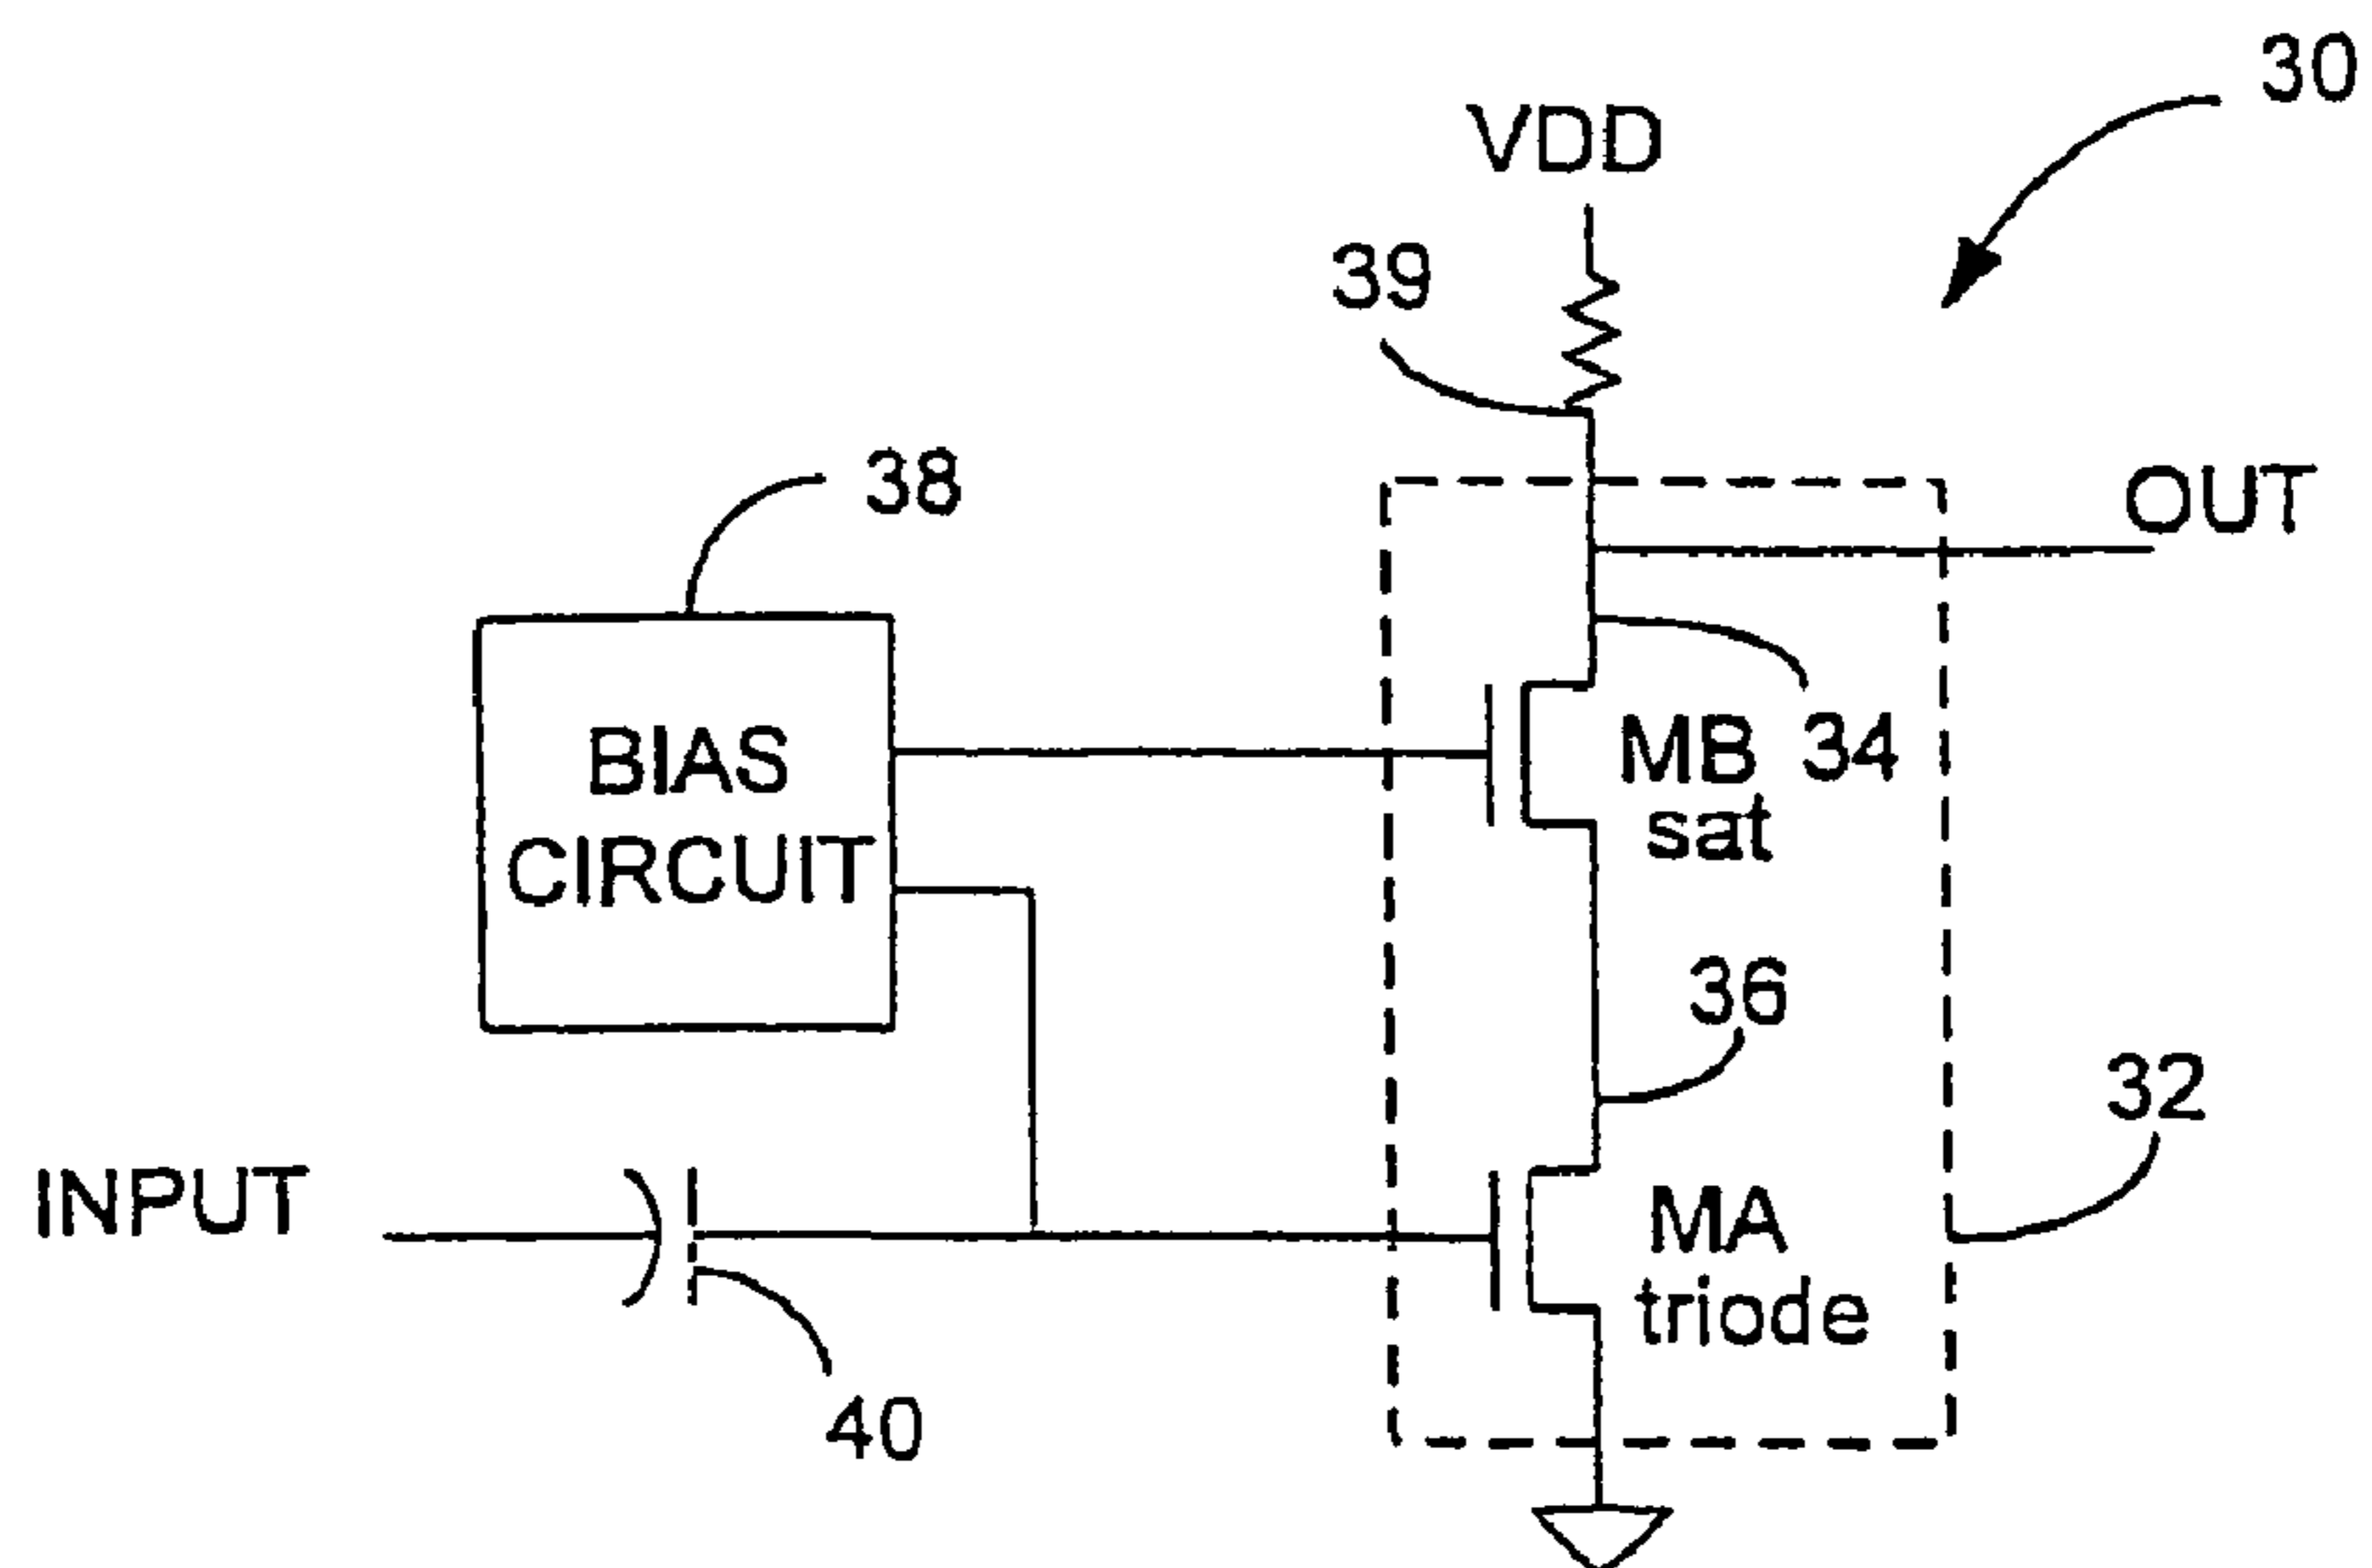 30
VDD
39
38
OUT
BIAS
CIRCUIT
MB
sat
34
36
32
INPUT
MA
triode
40